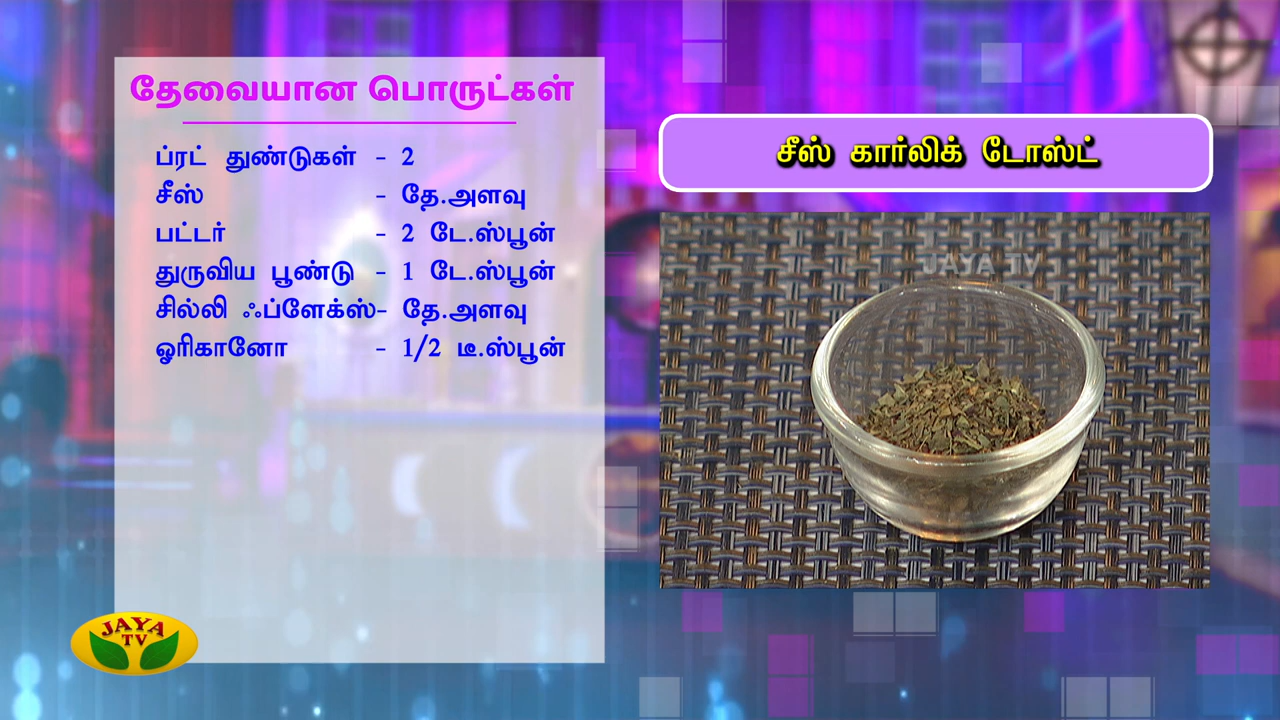 தேவையான பொருட்கள்
ப்ரட் துண்டுகள் - 2
சீஸ் - தே.அளவு
பட்டர் - 2 டே.ஸ்பூன்
துருவிய பூண்டு - 1 டே.ஸ்பூன்
சில்லி ஃப்ளேக்ஸ்- தே.அளவு
ஓரிகானோ - 1/2 டீ.ஸ்பூன்
சீஸ் கார்லிக் டோஸ்ட்
JAYA TV
JAYA
TV